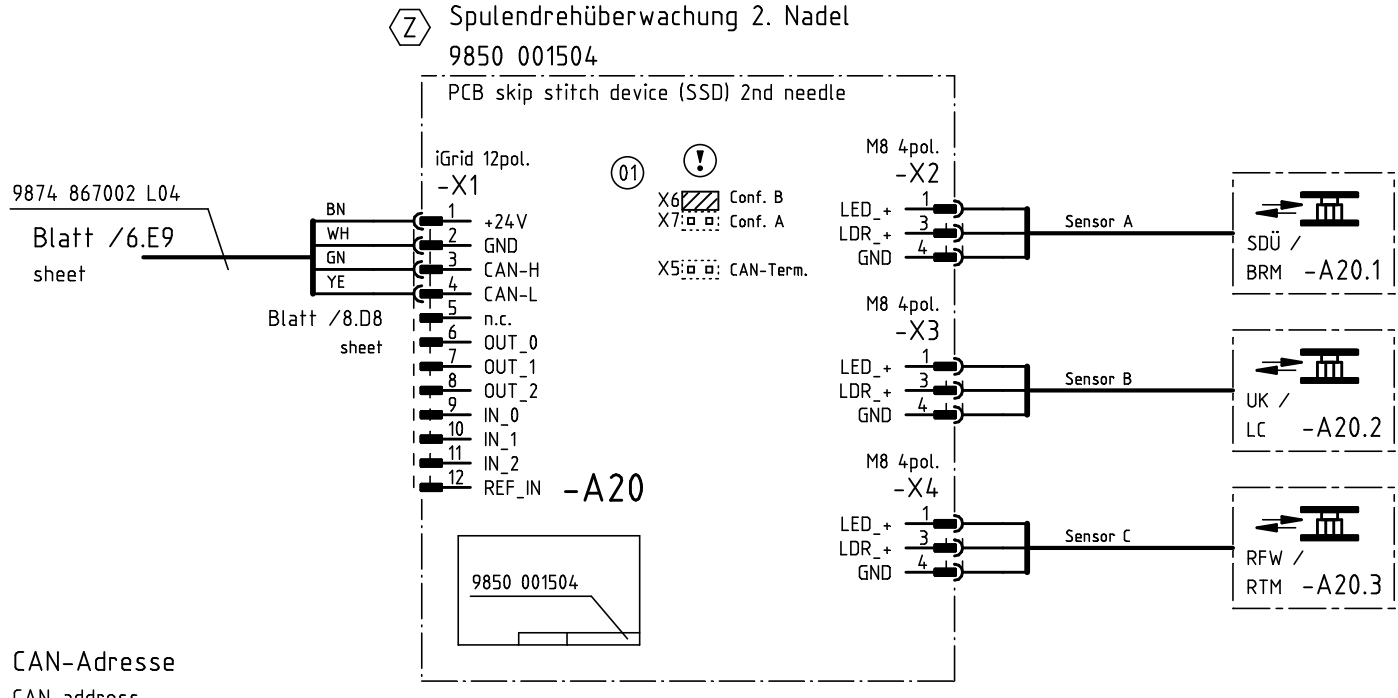 Z
Spulendrehüberwachung 2. Nadel
9850 001504
PCB skip stitch device (SSD) 2nd needle
9874 867002 L04
Blatt /6.E9
sheet
BN
WH
GN
YE
Blatt /8.D8
sheet
iGrid 12pol.
-X1
1 +24V
2 GND
3 CAN-H
4 CAN-L
5 n.c.
6 OUT_0
7 OUT_1
8 OUT_2
9 IN_0
10 IN_1
11 IN_2
12 REF_IN
-A20
01
!
X6 Conf. B
X7 Conf. A
X5 CAN-Term.
M8 4pol.
-X2
LED_+ 1
LDR_+ 3
GND 4
Sensor A
SDÜ /
BRM -A20.1
M8 4pol.
-X3
LED_+ 1
LDR_+ 3
GND 4
Sensor B
UK /
LC -A20.2
M8 4pol.
-X4
LED_+ 1
LDR_+ 3
GND 4
Sensor C
RFW /
RTM -A20.3
9850 001504
CAN-Adresse
CAN address